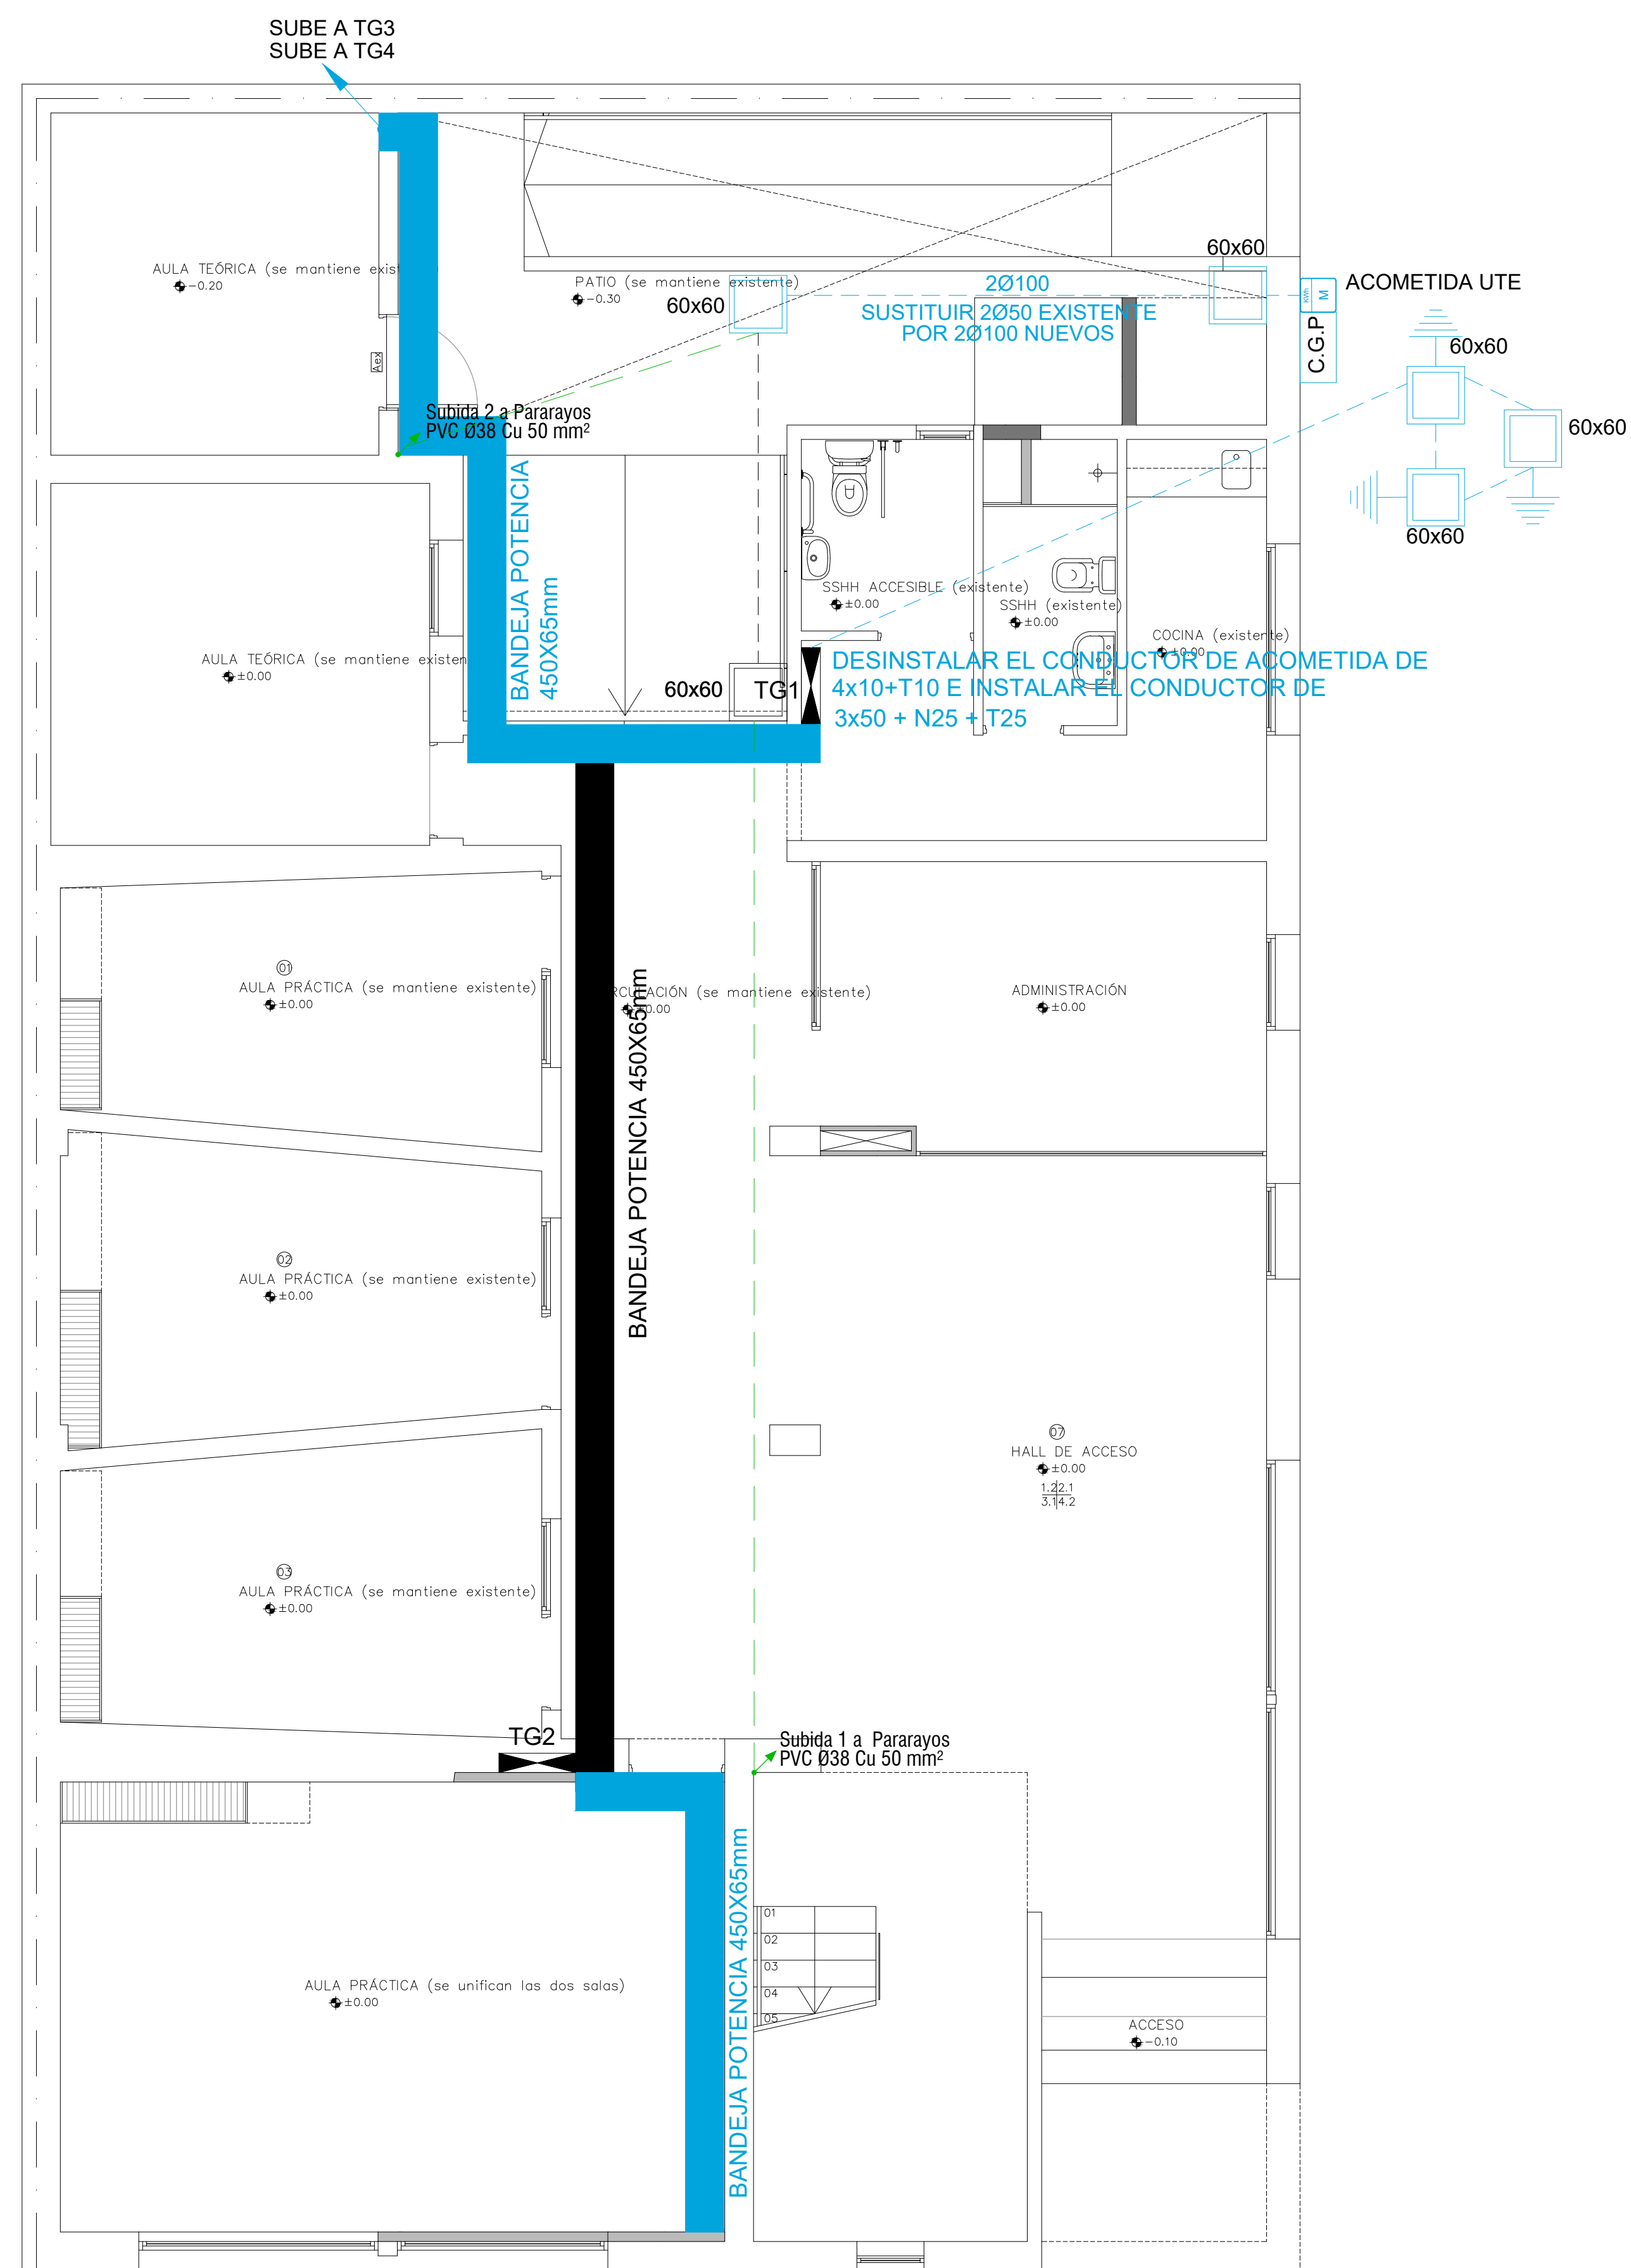 SUBE A TG3
SUBE A TG4
60x60
AULA TEÓRICA (se mantiene exist
-0.20
PATIO (se mantiene existente)
-0.30
60x60
2Ø100
SUSTITUIR 2Ø50 EXISTENTE
POR 2Ø100 NUEVOS
KWh
M
ACOMETIDA UTE
C.G.P
60x60
60x60
60x60
Aex
Subida 2 a Pararayos
PVC Ø38 Cu 50 mm²
BANDEJA POTENCIA
450X65mm
SSHH ACCESIBLE (existente)
±0.00
SSHH (existente)
±0.00
COCINA (existente)
±0.00
AULA TEÓRICA (se mantiene existen
±0.00
60x60
TG1
DESINSTALAR EL CONDUCTOR DE ACOMETIDA DE
4x10+T10 E INSTALAR EL CONDUCTOR DE
3x50 + N25 + T25
01
AULA PRÁCTICA (se mantiene existente)
±0.00
RCULACIÓN (se mantiene existente)
±0.00
ADMINISTRACIÓN
±0.00
BANDEJA POTENCIA 450X65mm
02
AULA PRÁCTICA (se mantiene existente)
±0.00
07
HALL DE ACCESO
±0.00
1.2 2.1
3.1 4.2
03
AULA PRÁCTICA (se mantiene existente)
±0.00
TG2
Subida 1 a Pararayos
PVC Ø38 Cu 50 mm²
BANDEJA POTENCIA 450X65mm
01
02
03
04
05
AULA PRÁCTICA (se unifican las dos salas)
±0.00
ACCESO
-0.10